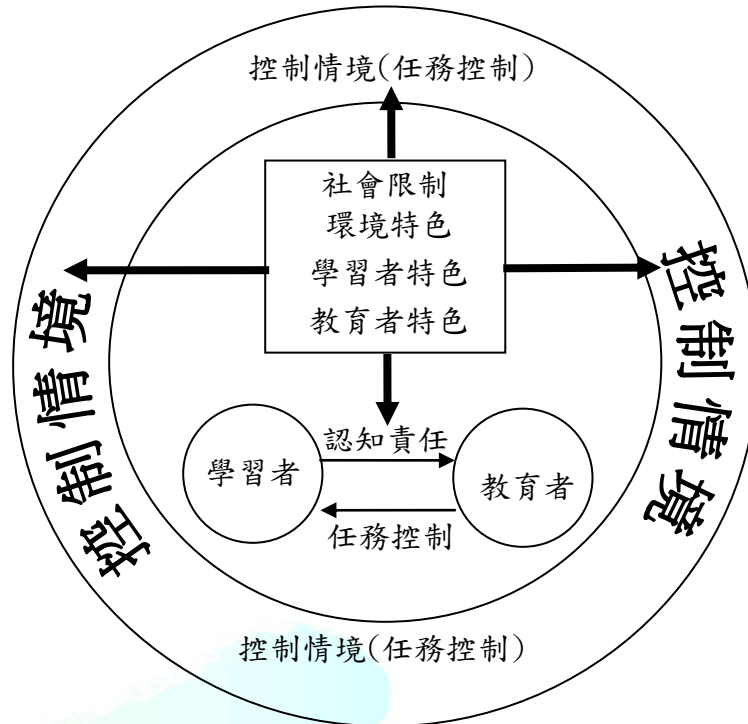 控制情境(任務控制)
社會限制
環境特色
學習者特色
教育者特色
控制情境
控制情境
認知責任
學習者
教育者
任務控制
控制情境(任務控制)